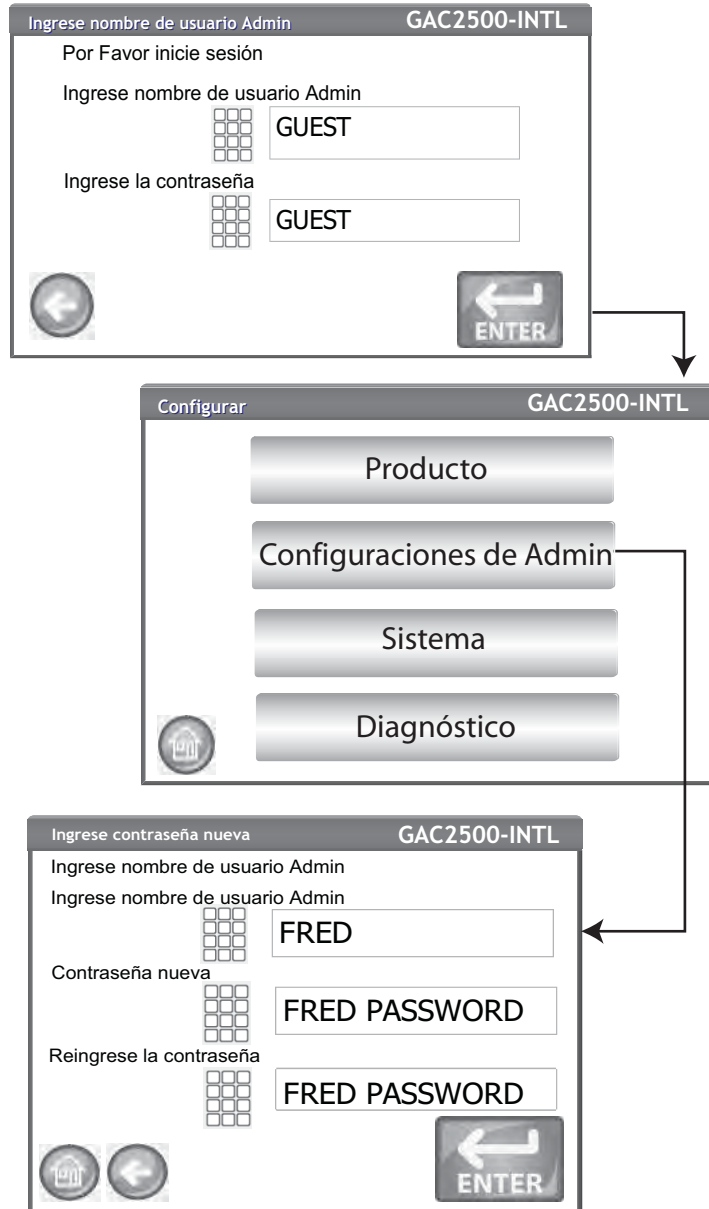 Ingrese nombre de usuario Admin GAC2500-INTL
Por Favor inicie sesión
Ingrese nombre de usuario Admin
GUEST
Ingrese la contraseña
GUEST
ENTER
Configurar GAC2500-INTL
Producto
Configuraciones de Admin
Sistema
Diagnóstico
Ingrese contraseña nueva GAC2500-INTL
Ingrese nombre de usuario Admin
Ingrese nombre de usuario Admin
FRED
Contraseña nueva
FRED PASSWORD
Reingrese la contraseña
FRED PASSWORD
ENTER